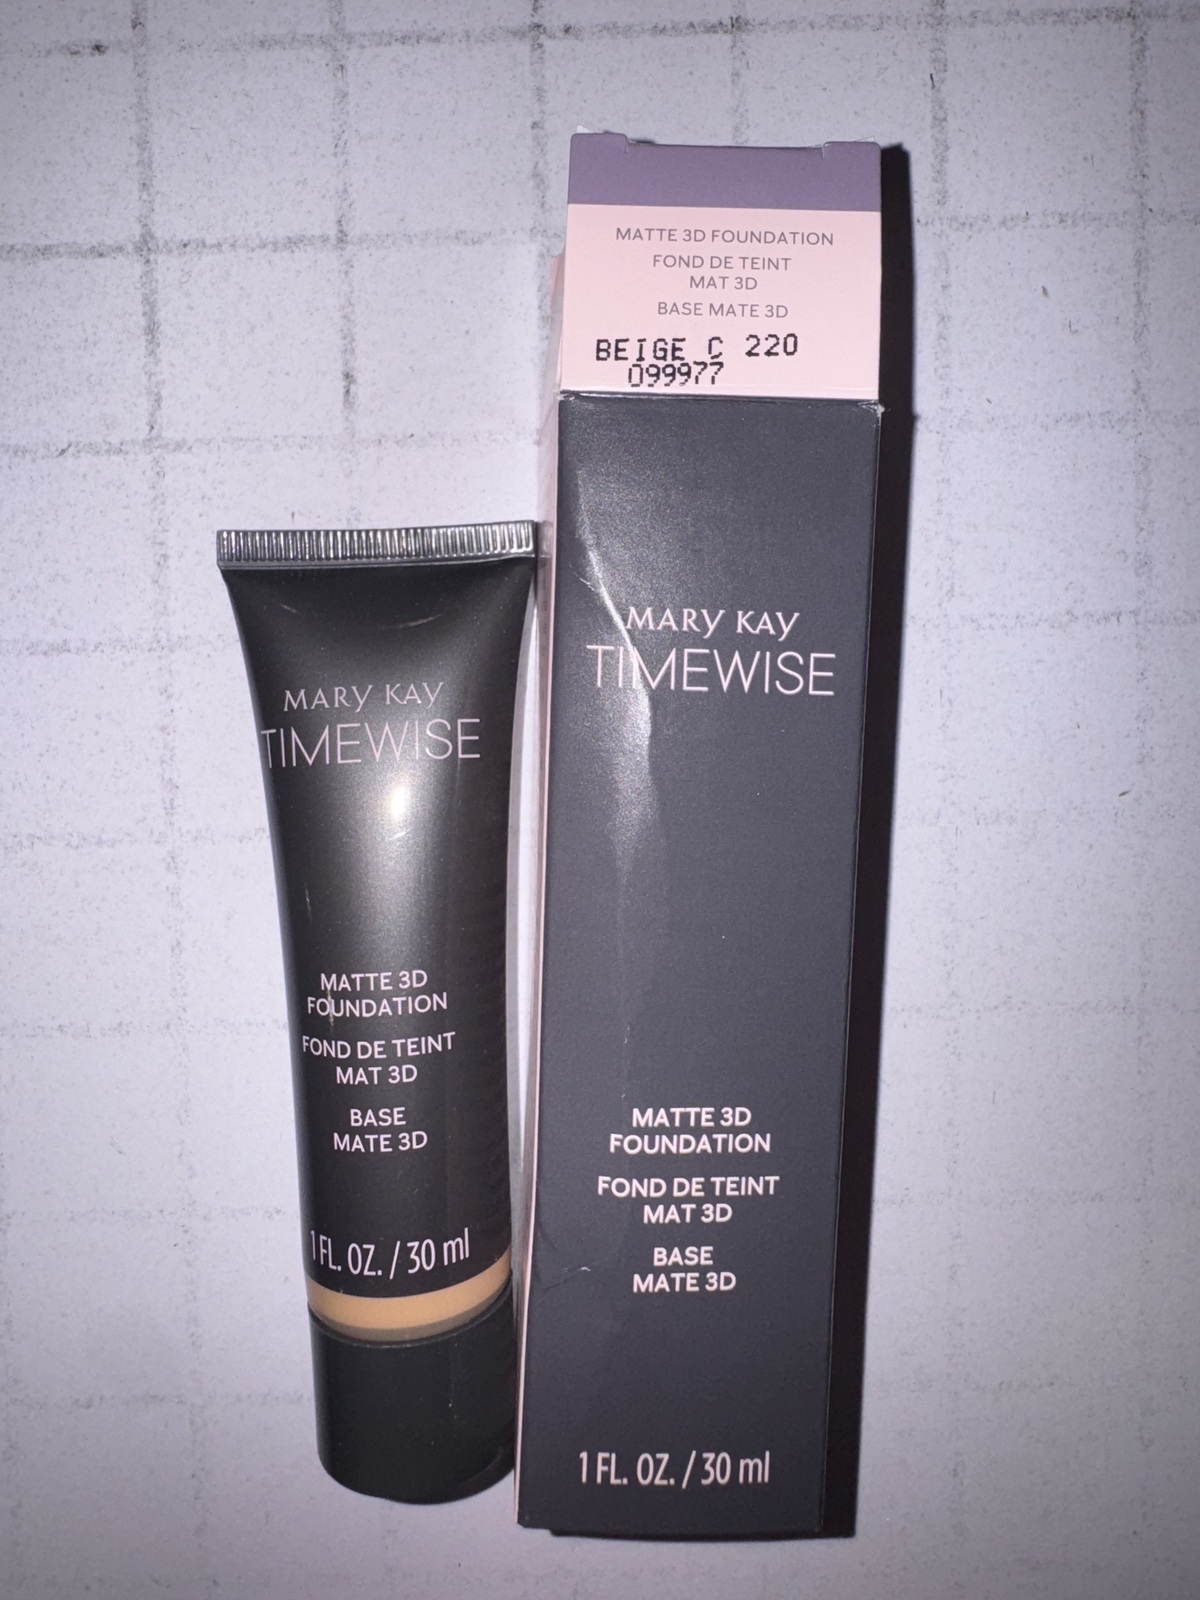 MATTE 3D FOUNDATION
FOND DE TEINT
MAT 3D
BASE MATE 3D
BEIGE C 220
099977
MARY KAY
TIMEWISE
MATTE 3D
FOUNDATION
FOND DE TEINT
MAT 3D
BASE
MATE 3D
1 FL. OZ. / 30 ml
MARY KAY
TIMEWISE
MATTE 3D
FOUNDATION
FOND DE TEINT
MAT 3D
BASE
MATE 3D
1 FL. OZ. / 30 ml